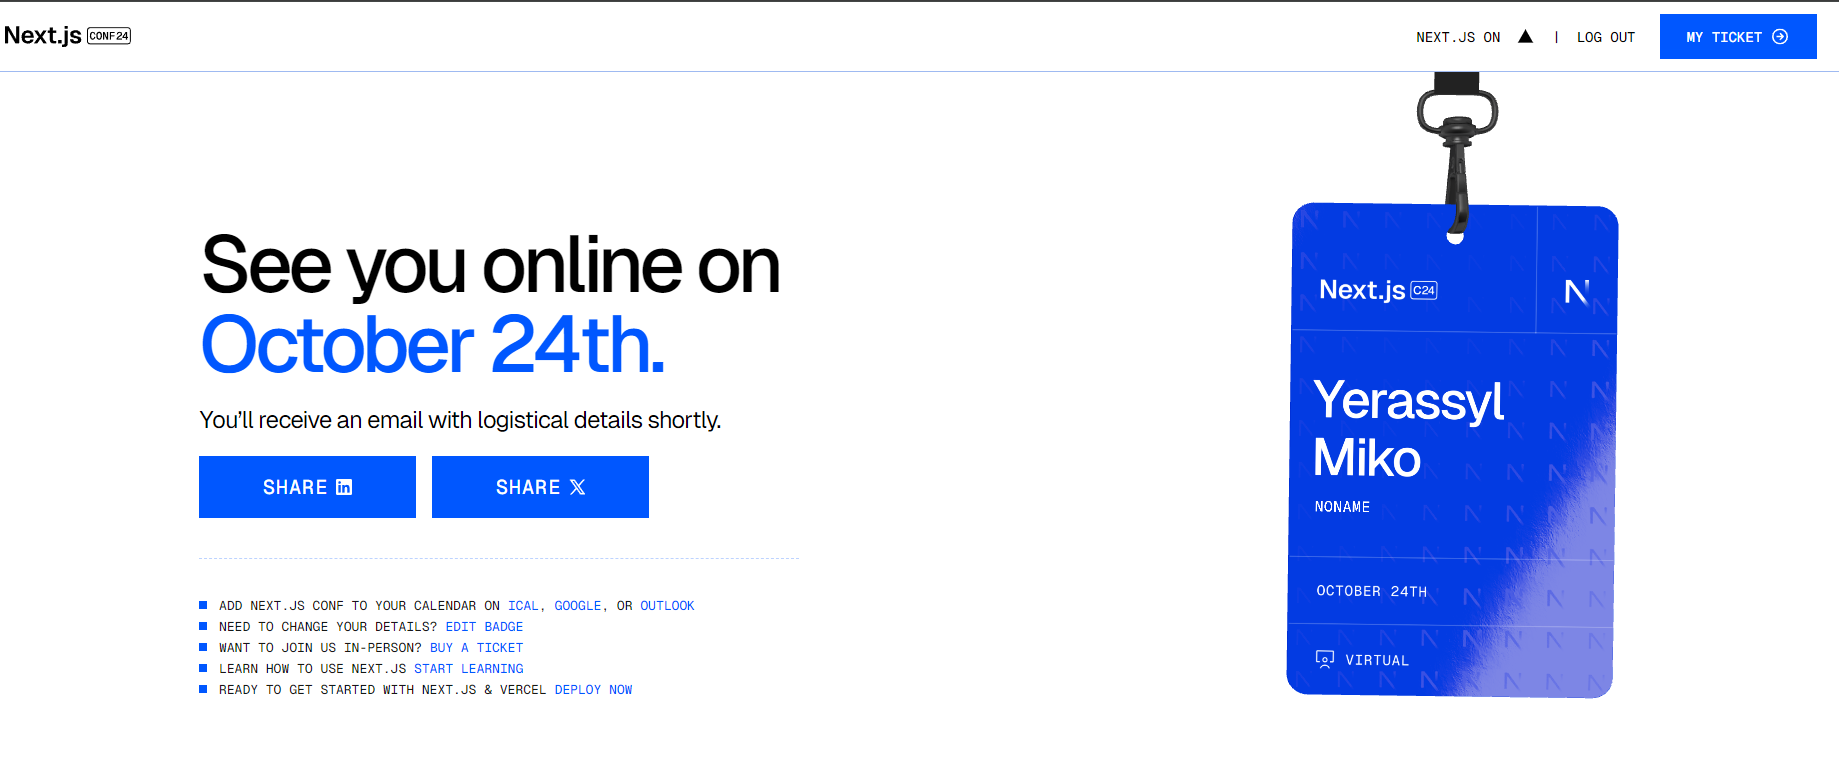 Next.js CONF24
NEXT.JS ON ▲ | LOG OUT MY TICKET
See you online on
October 24th.
You’ll receive an email with logistical details shortly.
SHARE in SHARE X
ADD NEXT.JS CONF TO YOUR CALENDAR ON ICAL, GOOGLE, OR OUTLOOK
NEED TO CHANGE YOUR DETAILS? EDIT BADGE
WANT TO JOIN US IN-PERSON? BUY A TICKET
LEARN HOW TO USE NEXT.JS START LEARNING
READY TO GET STARTED WITH NEXT.JS & VERCEL DEPLOY NOW
Next.js C24 N
Yerassyl
Miko
NONAME
OCTOBER 24TH
VIRTUAL